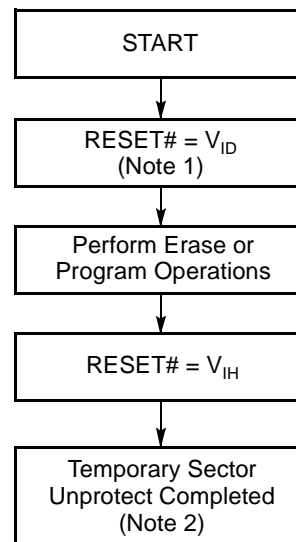 START
RESET# = V_ID
(Note 1)
Perform Erase or
Program Operations
RESET# = V_IH
Temporary Sector
Unprotect Completed
(Note 2)